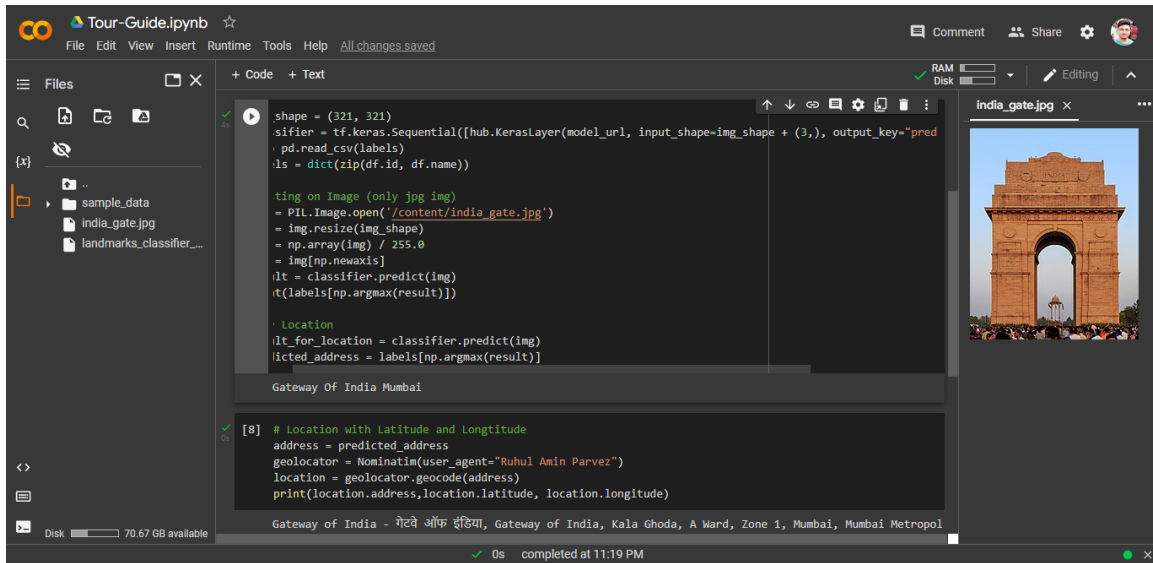 CO
Tour-Guide.ipynb
File Edit View Insert Runtime Tools Help All changes saved
Comment Share
Files
+ Code + Text
RAM
Disk
Editing
india_gate.jpg
{x}
..
sample_data
india_gate.jpg
landmarks_classifier_...
4s
_shape = (321, 321)
sifier = tf.keras.Sequential([hub.KerasLayer(model_url, input_shape=img_shape + (3,), output_key="pred
pd.read_csv(labels)
ls = dict(zip(df.id, df.name))
ting on Image (only jpg img)
= PIL.Image.open('/content/india_gate.jpg')
= img.resize(img_shape)
= np.array(img) / 255.0
= img[np.newaxis]
lt = classifier.predict(img)
t(labels[np.argmax(result)])
Location
lt_for_location = classifier.predict(img)
icted_address = labels[np.argmax(result)]
Gateway Of India Mumbai
0s
[8] # Location with Latitude and Longtitude
address = predicted_address
geolocator = Nominatim(user_agent="Ruhul Amin Parvez")
location = geolocator.geocode(address)
print(location.address,location.latitude, location.longitude)
Gateway of India - गेटवे ऑफ इंडिया, Gateway of India, Kala Ghoda, A Ward, Zone 1, Mumbai, Mumbai Metropol
Disk 70.67 GB available
0s completed at 11:19 PM